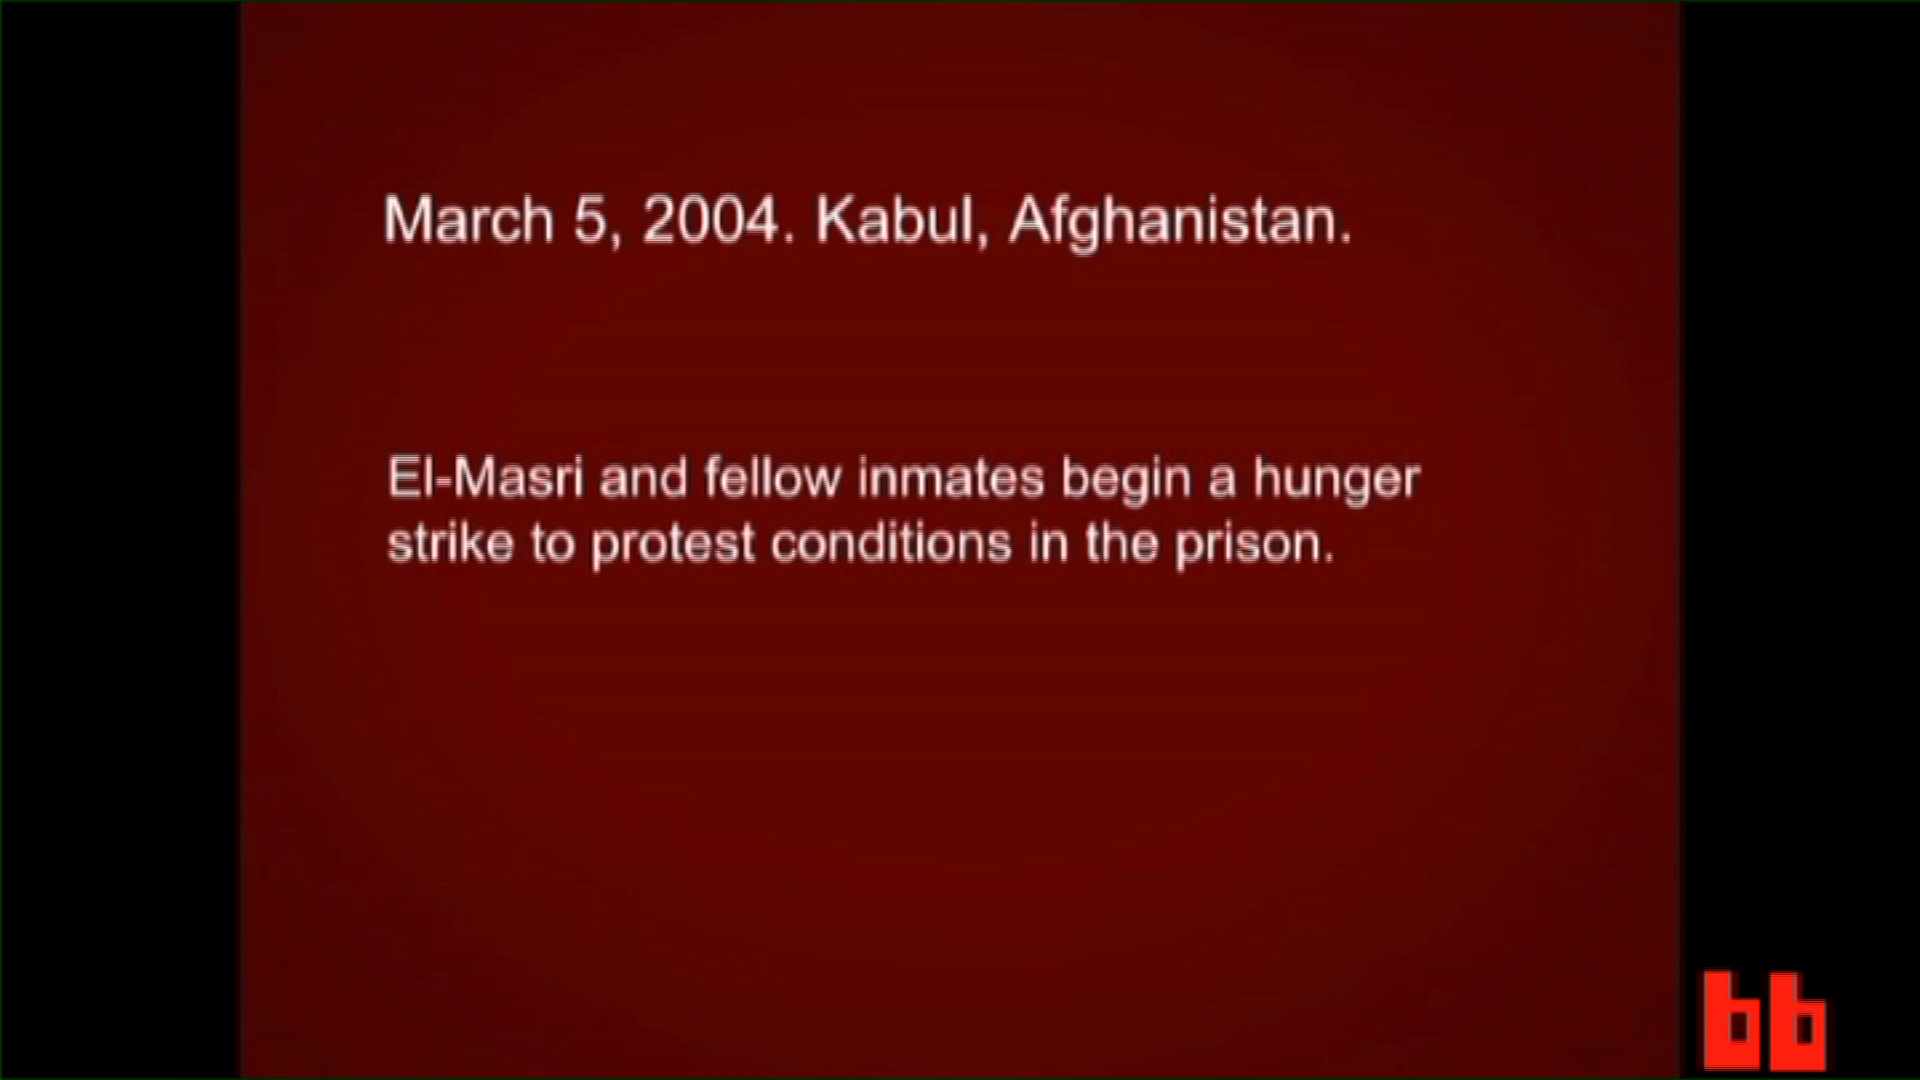 March 5, 2004. Kabul, Afghanistan.
El-Masri and fellow inmates begin a hunger
strike to protest conditions in the prison.
bb